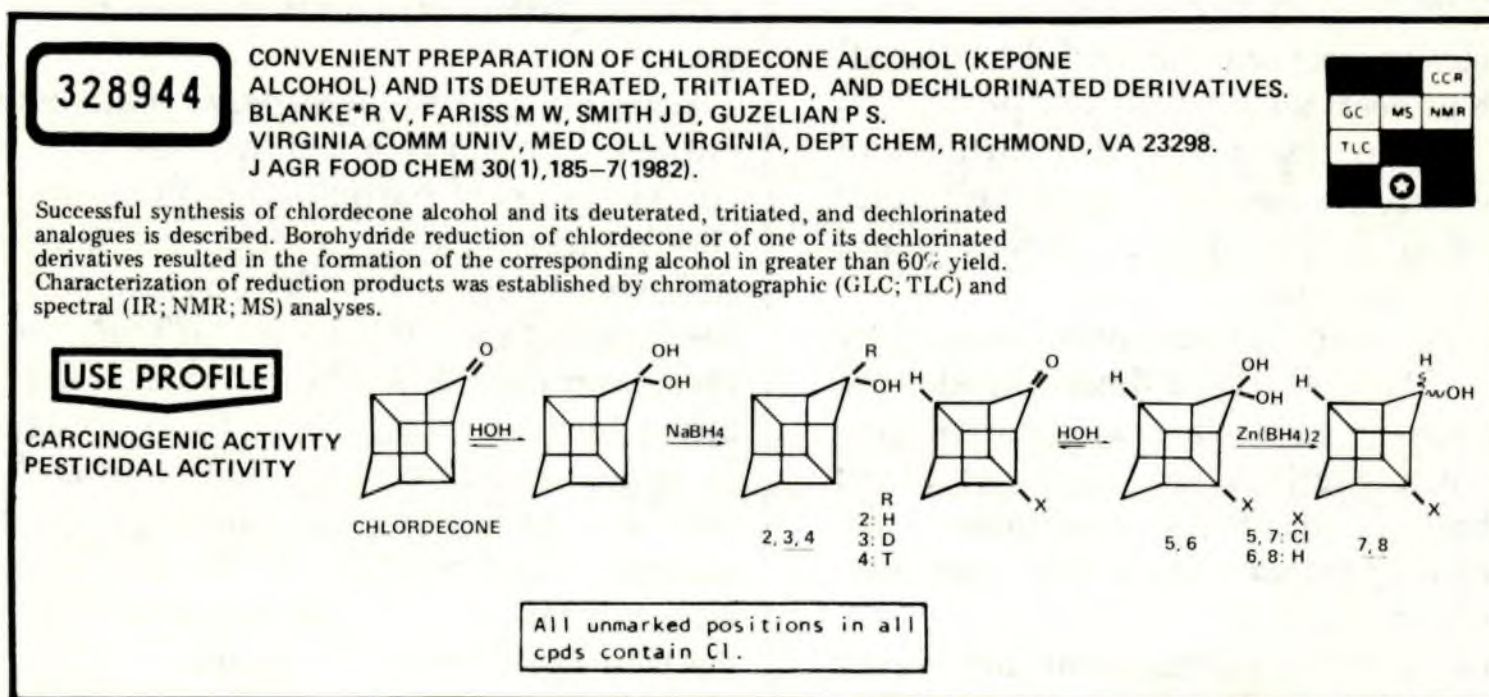 328944
CONVENIENT PREPARATION OF CHLORDECONE ALCOHOL (KEPONE
ALCOHOL) AND ITS DEUTERATED, TRITIATED, AND DECHLORINATED DERIVATIVES.
BLANKE*R V, FARISS M W, SMITH J D, GUZELIAN P S.
VIRGINIA COMM UNIV, MED COLL VIRGINIA, DEPT CHEM, RICHMOND, VA 23298.
J AGR FOOD CHEM 30(1),185–7(1982).
CCR
GC MS NMR
TLC
Successful synthesis of chlordecone alcohol and its deuterated, tritiated, and dechlorinated
analogues is described. Borohydride reduction of chlordecone or of one of its dechlorinated
derivatives resulted in the formation of the corresponding alcohol in greater than 60% yield.
Characterization of reduction products was established by chromatographic (GLC; TLC) and
spectral (IR; NMR; MS) analyses.
USE PROFILE
CARCINOGENIC ACTIVITY
PESTICIDAL ACTIVITY
O
HOH
OH
OH
NaBH4
R
OH
H
O
X
HOH
H
OH
OH
X
Zn(BH4)2
H
H
OH
X
CHLORDECONE
2, 3, 4
R
2: H
3: D
4: T
5, 6
X
5, 7: Cl
6, 8: H
7, 8
All unmarked positions in all
cpds contain Cl.